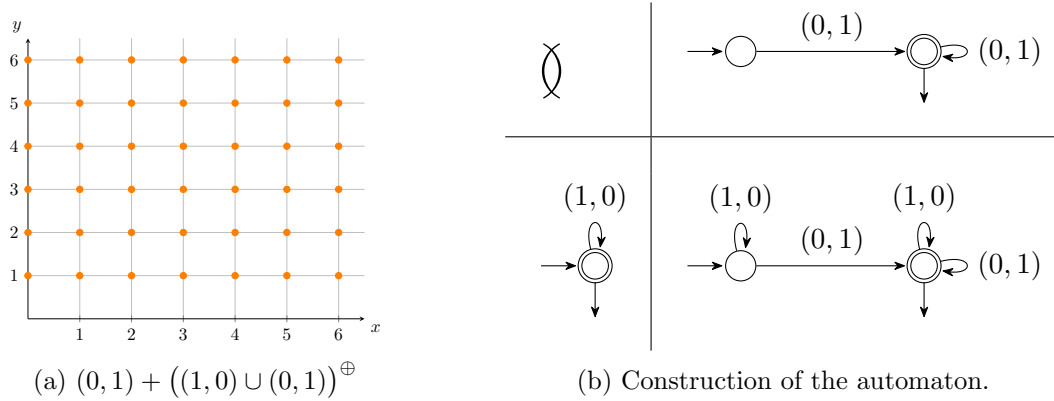 y
6
5
4
3
2
1
1 2 3 4 5 6 x
(a) (0, 1) + ((1, 0) ∪ (0, 1))^⊕
(0, 1)
(0, 1)
(1, 0) (1, 0) (1, 0)
(0, 1)
(0, 1)
(b) Construction of the automaton.